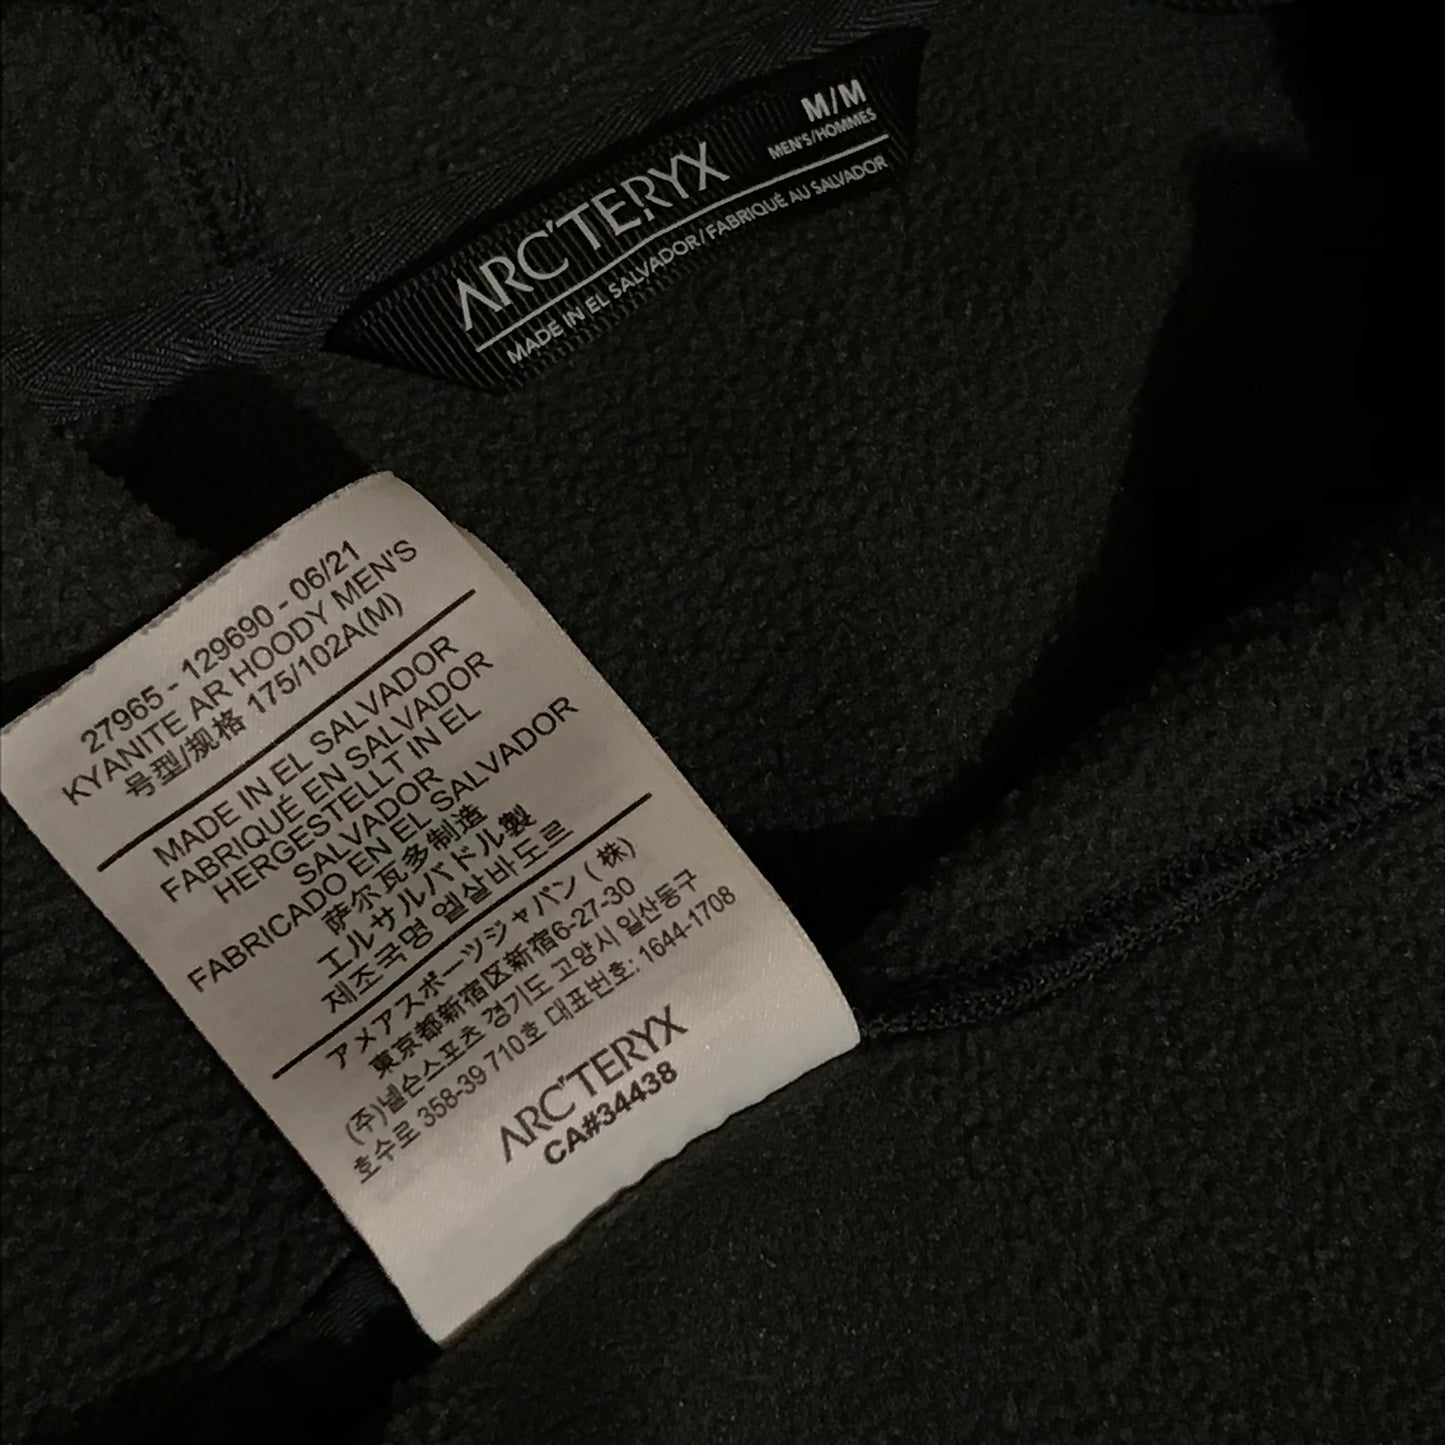 M/M
MEN'S/HOMMES
ARC'TERYX
MADE IN EL SALVADOR/FABRIQUÉ AU SALVADOR
27965 - 129690 - 06/21
KYANITE AR HOODY MEN'S
号型/规格 175/102A(M)
MADE IN EL SALVADOR
FABRIQUÉ EN SALVADOR
HERGESTELLT IN EL
SALVADOR
FABRICADO EN EL SALVADOR
萨尔瓦多制造
エルサルバドル製
제조국명 엘살바도르
アメアスポーツジャパン (株)
東京都新宿区新宿6-27-30
(주)넬슨스포츠 경기도 고양시 일산동구
호수로 358-39 710호 대표번호: 1644-1708
ARC'TERYX
CA#34438